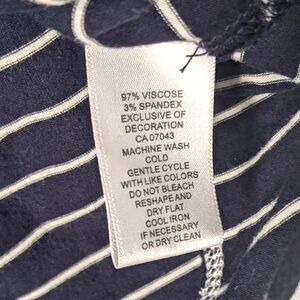 97% VISCOSE
3% SPANDEX
EXCLUSIVE OF
DECORATION
CA 07043
MACHINE WASH
COLD
GENTLE CYCLE
WITH LIKE COLORS
DO NOT BLEACH
RESHAPE AND
DRY FLAT
COOL IRON
IF NECESSARY
OR DRY CLEAN